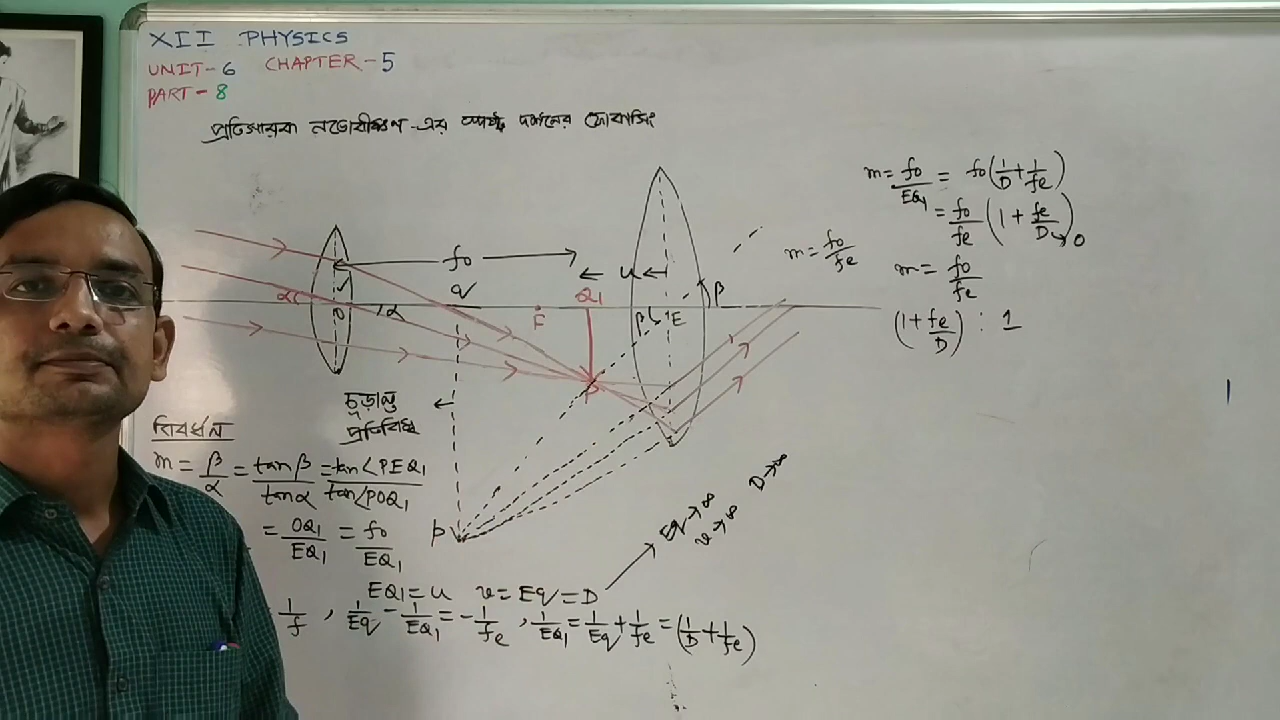 XII PHYSICS
UNIT-6 CHAPTER-5
PART-8
প্রতিসারক নভোবীক্ষণ-এর স্পষ্ট দর্শনের ফোকাসিং
m = fo/EQ1 = fo(1/D + 1/fe)
= fo/fe (1 + fe/D) → 0
m = fo/fe
(1 + fe/D) : 1
m = fo/fe
fo
u
q
Q1
F
α
O
α
β
E
β
P
চূড়ান্ত
প্রতিবিম্ব
p
বিবর্ধন
m = β/α = tanβ/tanα = tan∠PEQ1/tan∠POQ1
= OQ1/EQ1 = fo/EQ1
Eq→∞
v→∞
D→∞
EQ1 = u v = Eq = D
1/f , 1/Eq - 1/EQ1 = -1/fe , 1/EQ1 = 1/Eq + 1/fe = (1/D + 1/fe)